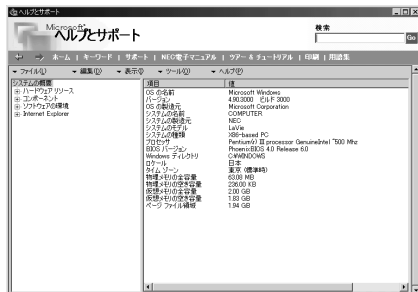 ヘルプとサポート
Microsoft
ヘルプとサポート
検索
Go
ホーム | キーワード | サポート | NEC電子マニュアル | ツアー & チュートリアル | 印刷 | 用語集
ファイル(F) 編集(E) 表示(V) ツール(O) ヘルプ(P)
システムの概要
ハードウェア リソース
コンポーネント
ソフトウェアの環境
Internet Explorer
項目 値
OS の名前 Microsoft Windows
バージョン 4.90.3000 ビルド 3000
OS の製造元 Microsoft Corporation
システムの名前 COMPUTER
システムの製造元 NEC
システムのモデル LaVie
システムの種類 X86-based PC
プロセッサ Pentium(r) III processor GenuineIntel ~500 Mhz
BIOS バージョン PhoenixBIOS 4.0 Release 6.0
Windows ディレクトリ C:¥WINDOWS
ロケール 日本
タイム ゾーン 東京 (標準時)
物理メモリの全容量 63.08 MB
物理メモリの空き容量 236.00 KB
仮想メモリの全容量 2.00 GB
仮想メモリの空き容量 1.83 GB
ページ ファイル領域 1.94 GB